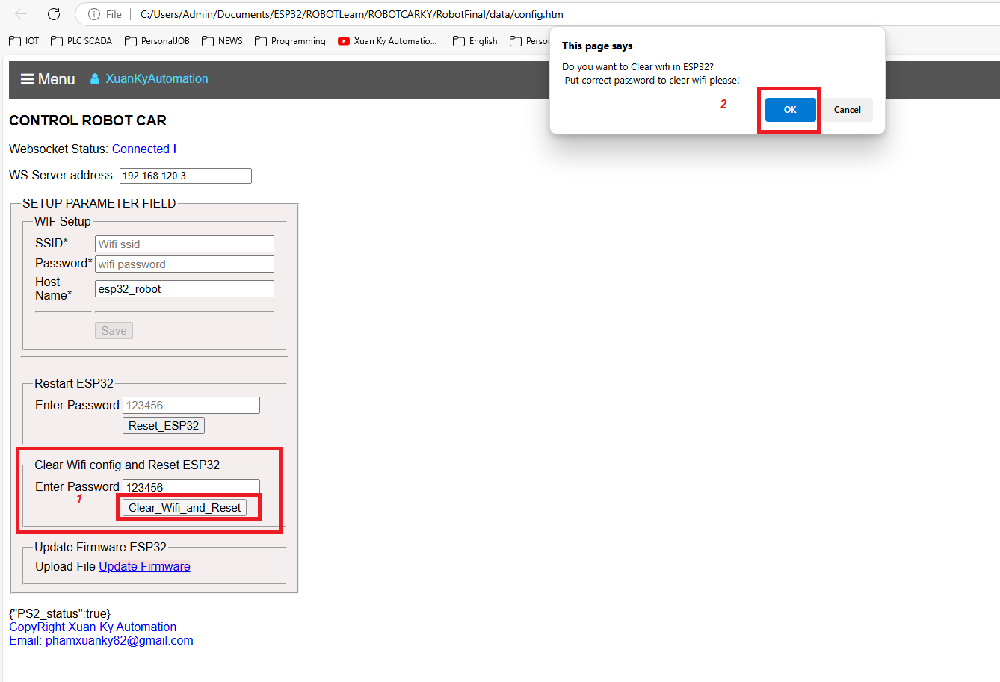 File C:/Users/Admin/Documents/ESP32/ROBOTLearn/ROBOTCARKY/RobotFinal/data/config.htm
IOT PLC SCADA PersonalJOB NEWS Programming Xuan Ky Automatio... English Person
This page says
Do you want to Clear wifi in ESP32?
Put correct password to clear wifi please!
2
OK Cancel
Menu XuanKyAutomation
CONTROL ROBOT CAR
Websocket Status: Connected !
WS Server address: 192.168.120.3
SETUP PARAMETER FIELD
WIF Setup
SSID* Wifi ssid
Password* wifi password
Host
Name* esp32_robot
Save
Restart ESP32
Enter Password 123456
Reset_ESP32
Clear Wifi config and Reset ESP32
Enter Password 123456
1
Clear_Wifi_and_Reset
Update Firmware ESP32
Upload File Update Firmware
{"PS2_status":true}
CopyRight Xuan Ky Automation
Email: phamxuanky82@gmail.com